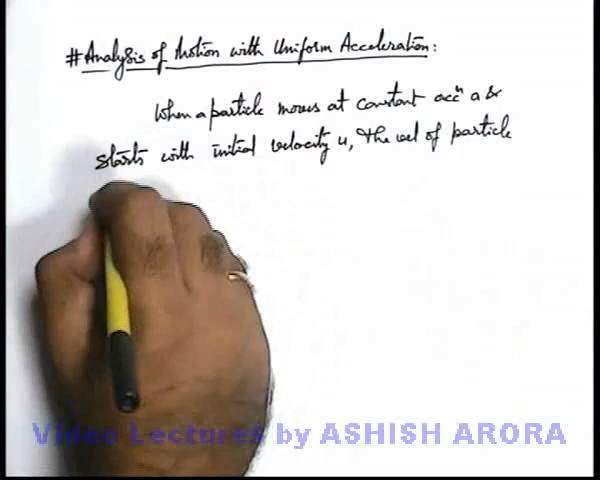 # Analysis of Motion with Uniform Acceleration:
When a particle moves at constant accⁿ a &
starts with initial velocity u, the vel of particle
Video Lectures by ASHISH ARORA